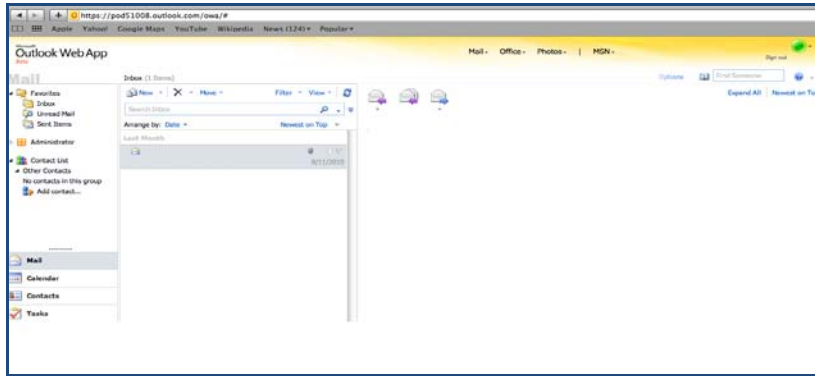 https://pod51008.outlook.com/owa/#
Apple Yahoo! Google Maps YouTube Wikipedia News (124) Popular
Microsoft
Outlook Web App
Beta
Mail Office Photos | MSN
Sign out
Mail
Inbox (1 Items)
Options
Find Someone
Favorites
Inbox
Unread Mail
Sent Items
Administrator
Contact List
Other Contacts
No contacts in this group
Add contact...
New
Move
Filter View
Search Inbox
Arrange by: Date
Newest on Top
Last Month
9/11/2010
Expand All
Newest on To
Mail
Calendar
Contacts
Tasks